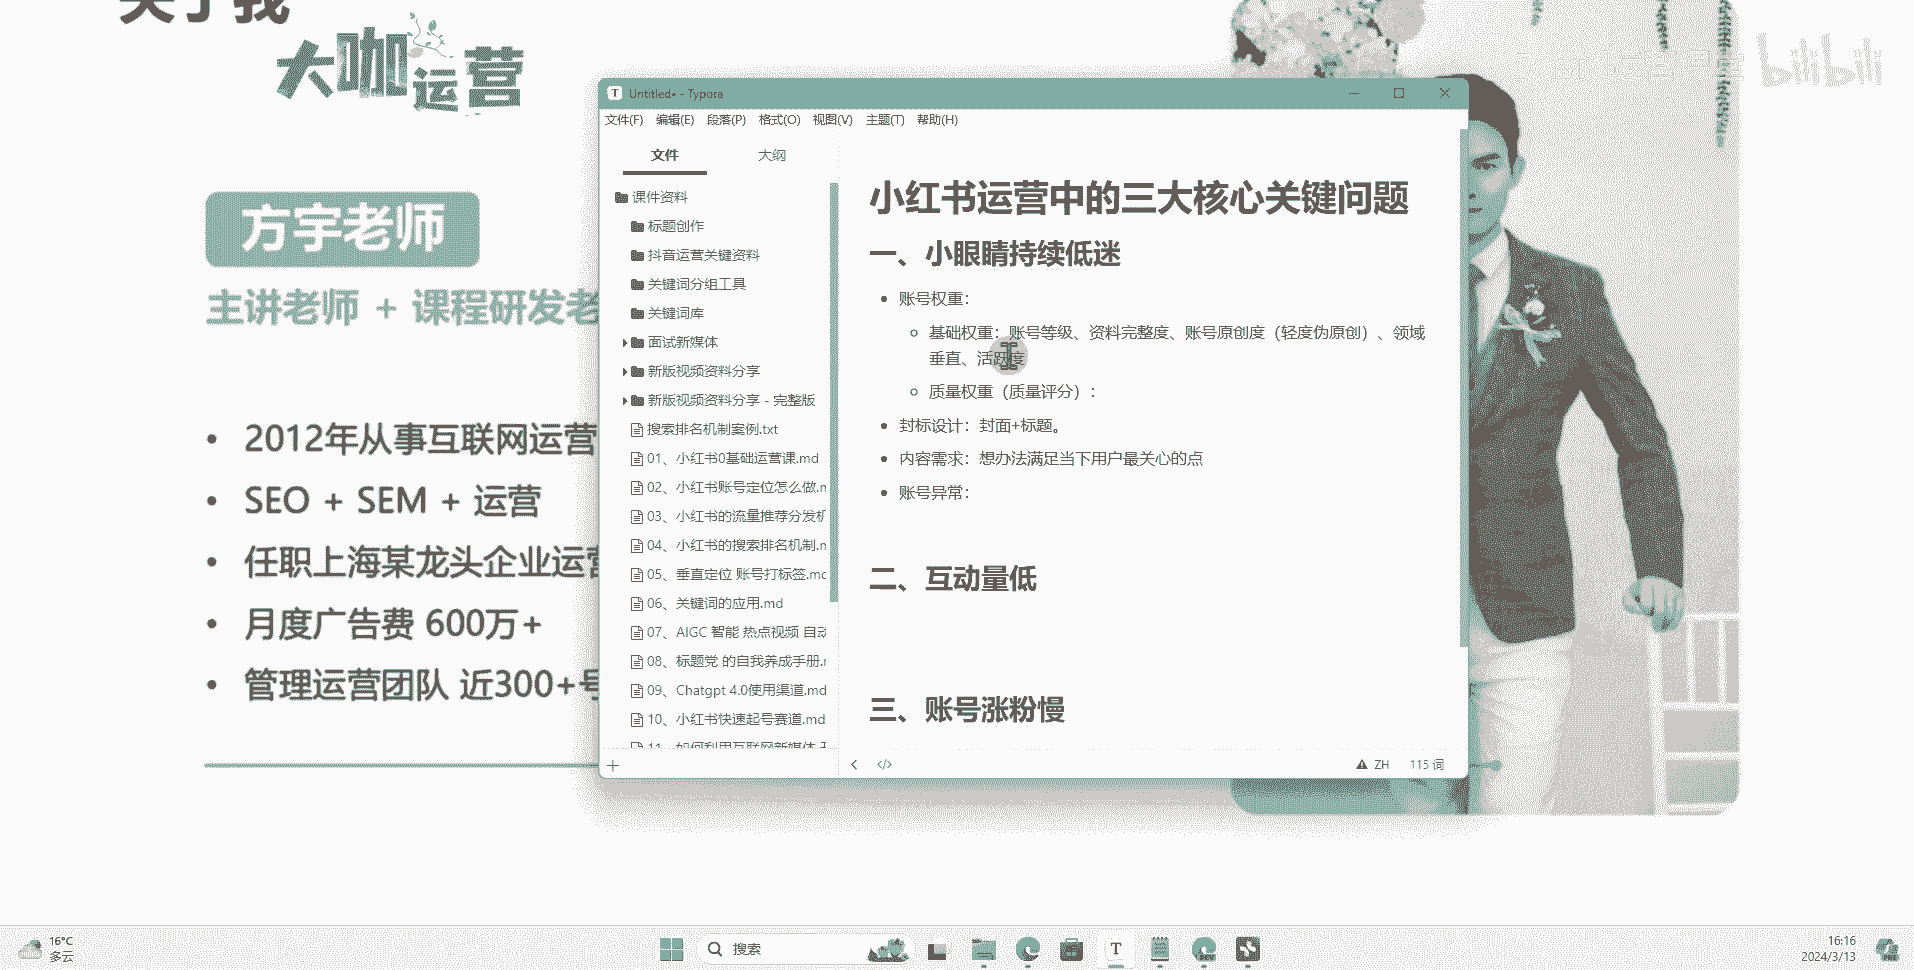 关于我
大咖运营
bilibili
方宇老师
主讲老师 + 课程研发老
2012年从事互联网运营
SEO + SEM + 运营
任职上海某龙头企业运营
月度广告费 600万+
管理运营团队 近300+号
Untitled• - Typora
文件(F) 编辑(E) 段落(P) 格式(O) 视图(V) 主题(T) 帮助(H)
文件 大纲
课件资料
标题创作
抖音运营关键资料
关键词分组工具
关键词库
面试新媒体
新版视频资料分享
新版视频资料分享 - 完整版
搜索排名机制案例.txt
01、小红书0基础运营课.md
02、小红书账号定位怎么做.m
03、小红书的流量推荐分发机
04、小红书的搜索排名机制.m
05、垂直定位 账号打标签.md
06、关键词的应用.md
07、AIGC 智能 热点视频 自动
08、标题党 的自我养成手册.m
09、Chatgpt 4.0使用渠道.md
10、小红书快速起号赛道.md
11、如何利用互联网新媒体
小红书运营中的三大核心关键问题
一、小眼睛持续低迷
账号权重：
基础权重：账号等级、资料完整度、账号原创度（轻度伪原创）、领域
垂直、活跃度
质量权重（质量评分）：
封标设计：封面+标题。
内容需求：想办法满足当下用户最关心的点
账号异常：
二、互动量低
三、账号涨粉慢
ZH 115 词
16°C
多云
搜索
16:16
2024/3/13